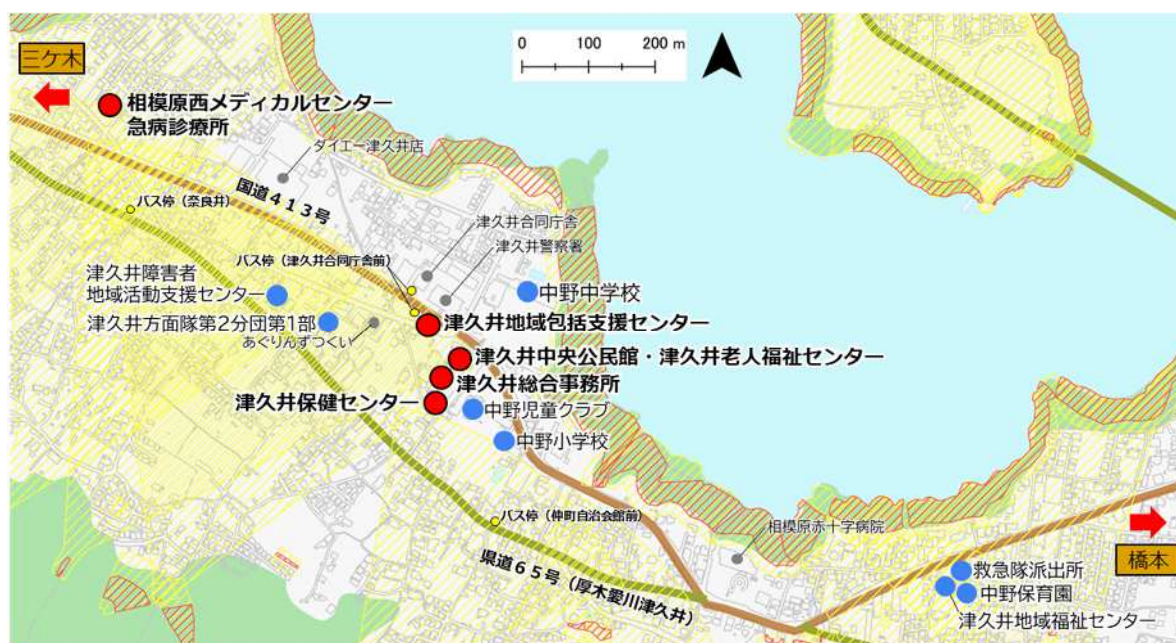 三ケ木
0 100 200 m
相模原西メディカルセンター
急病診療所
ダイエー津久井店
国道413号
バス停(奈良井)
津久井合同庁舎
津久井警察署
バス停(津久井合同庁舎前)
津久井障害者
地域活動支援センター
中野中学校
津久井方面隊第2分団第1部
津久井地域包括支援センター
あぐりんずつくい
津久井中央公民館・津久井老人福祉センター
津久井総合事務所
津久井保健センター
中野児童クラブ
中野小学校
バス停(仲町自治会館前)
相模原赤十字病院
県道65号(厚木愛川津久井)
橋本
救急隊派出所
中野保育園
津久井地域福祉センター